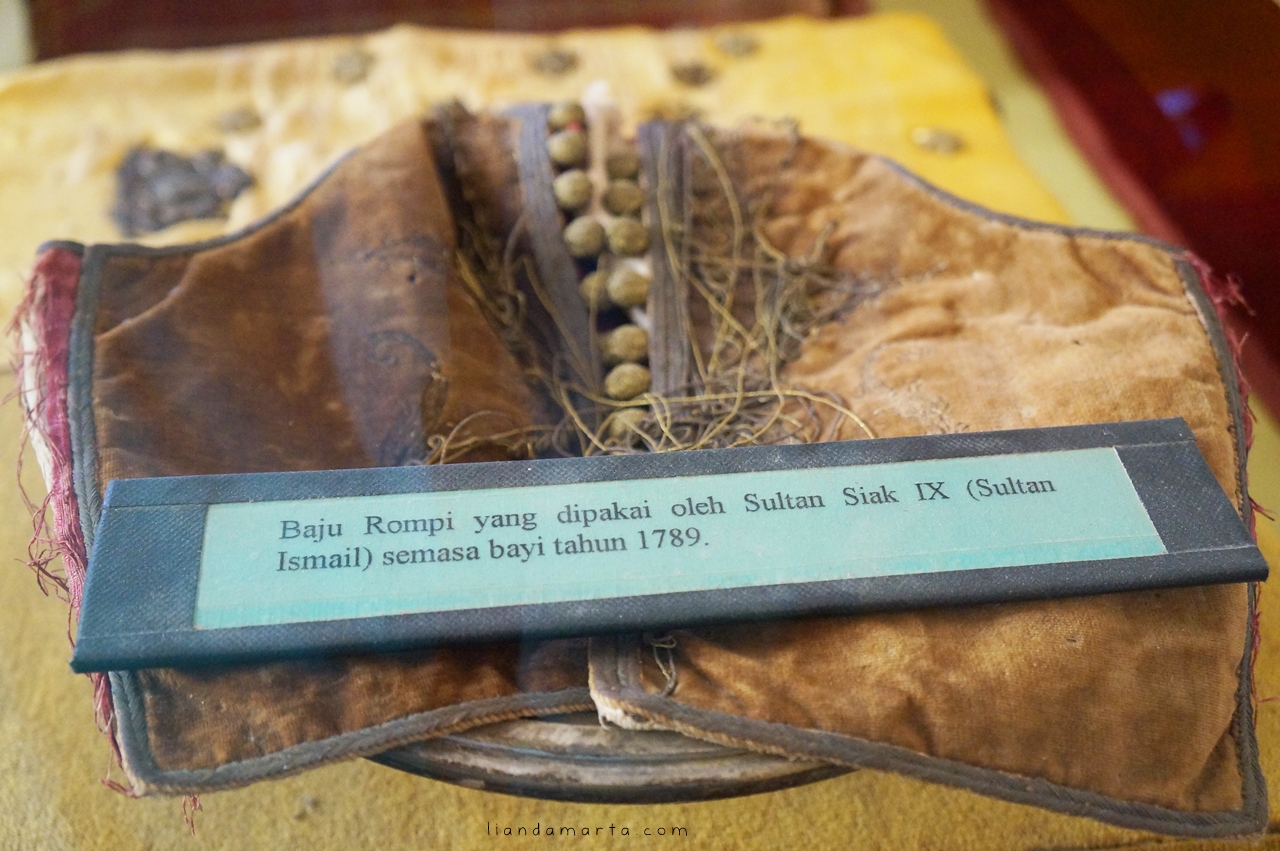 Baju Rompi yang dipakai oleh Sultan Siak IX (Sultan
Ismail) semasa bayi tahun 1789.
liandamarta.com